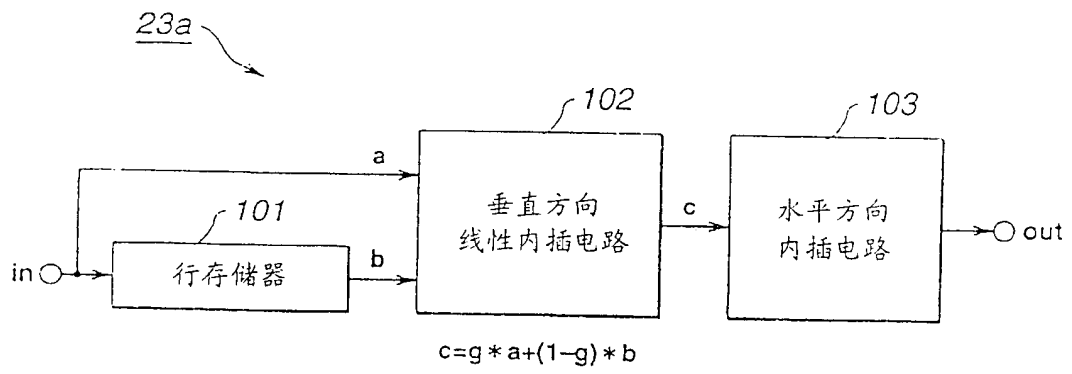 23a
102
103
a
垂直方向
线性内插电路
c
水平方向
内插电路
out
101
in
行存储器
b
c=g*a+(1-g)*b